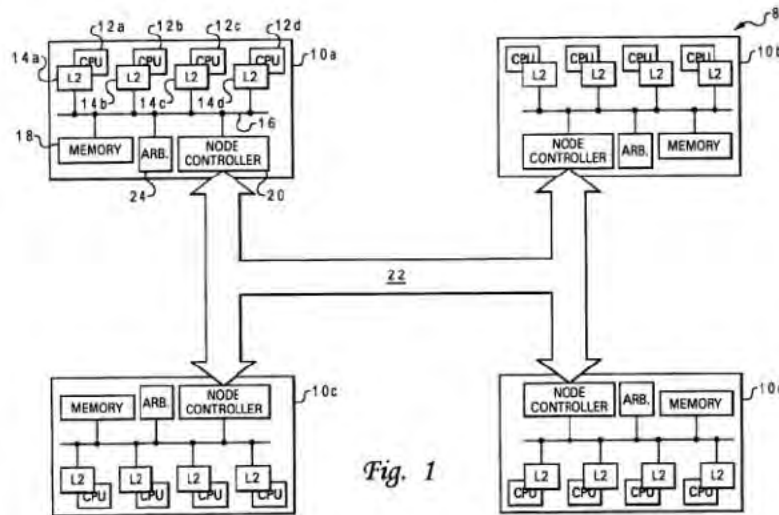 12a 12b 12c 12d
8
14a CPU CPU CPU CPU 10a
L2 L2 L2 L2
14b 14c 14d
16
18 MEMORY ARB. NODE CONTROLLER
24 20
CPU CPU CPU CPU 10b
L2 L2 L2 L2
NODE CONTROLLER ARB. MEMORY
22
MEMORY ARB. NODE CONTROLLER 10c
L2 L2 L2 L2
CPU CPU CPU CPU
NODE CONTROLLER ARB. MEMORY
L2 L2 L2 L2
CPU CPU CPU CPU
Fig. 1